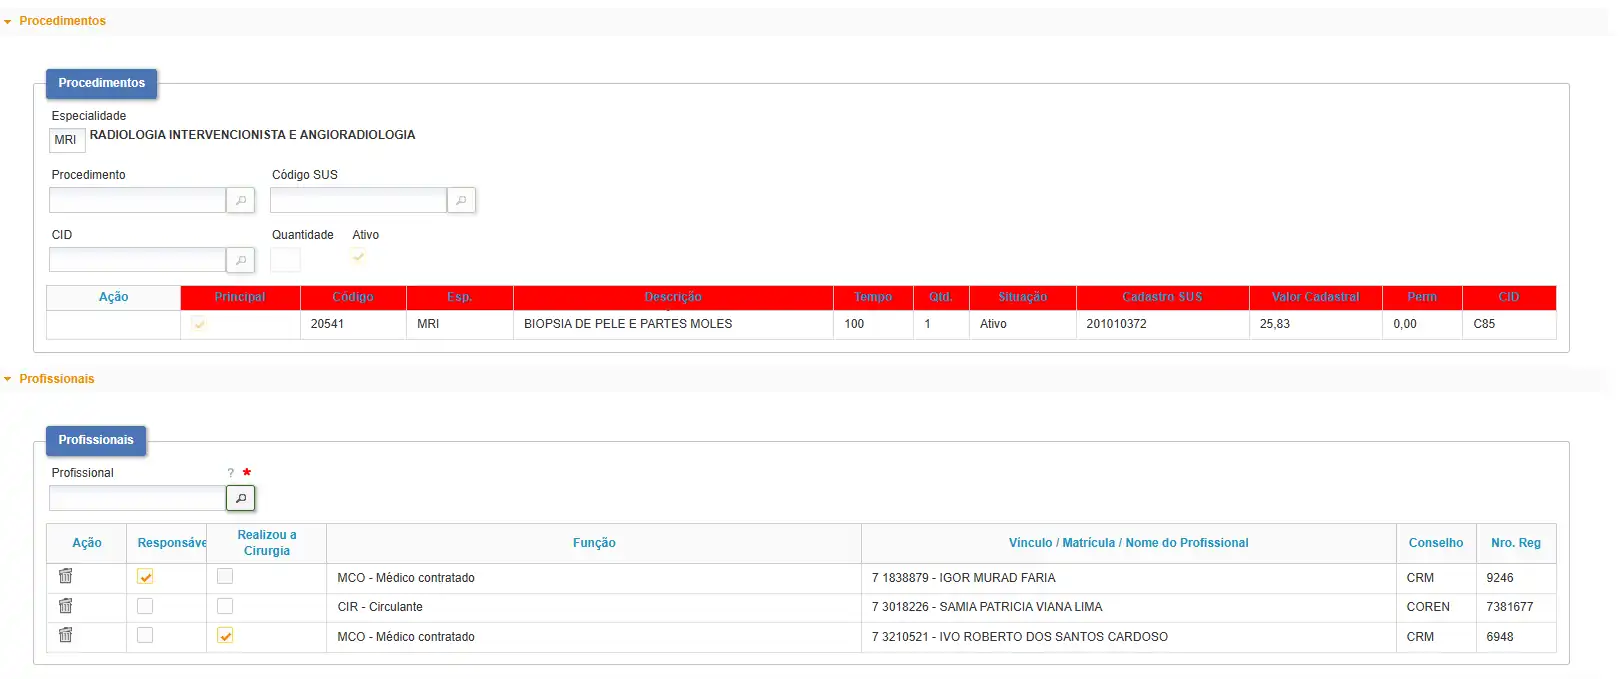 Procedimentos
Procedimentos
Especialidade
MRI RADIOLOGIA INTERVENCIONISTA E ANGIORADIOLOGIA
Procedimento Código SUS
CID Quantidade Ativo
Ação Principal Código Esp. Descrição Tempo Qtd. Situação Cadastro SUS Valor Cadastral Perm CID
20541 MRI BIOPSIA DE PELE E PARTES MOLES 100 1 Ativo 201010372 25,83 0,00 C85
Profissionais
Profissionais
Profissional ? *
Ação Responsáve Realizou a Cirurgia Função Vínculo / Matrícula / Nome do Profissional Conselho Nro. Reg
MCO - Médico contratado 7 1838879 - IGOR MURAD FARIA CRM 9246
CIR - Circulante 7 3018226 - SAMIA PATRICIA VIANA LIMA COREN 7381677
MCO - Médico contratado 7 3210521 - IVO ROBERTO DOS SANTOS CARDOSO CRM 6948